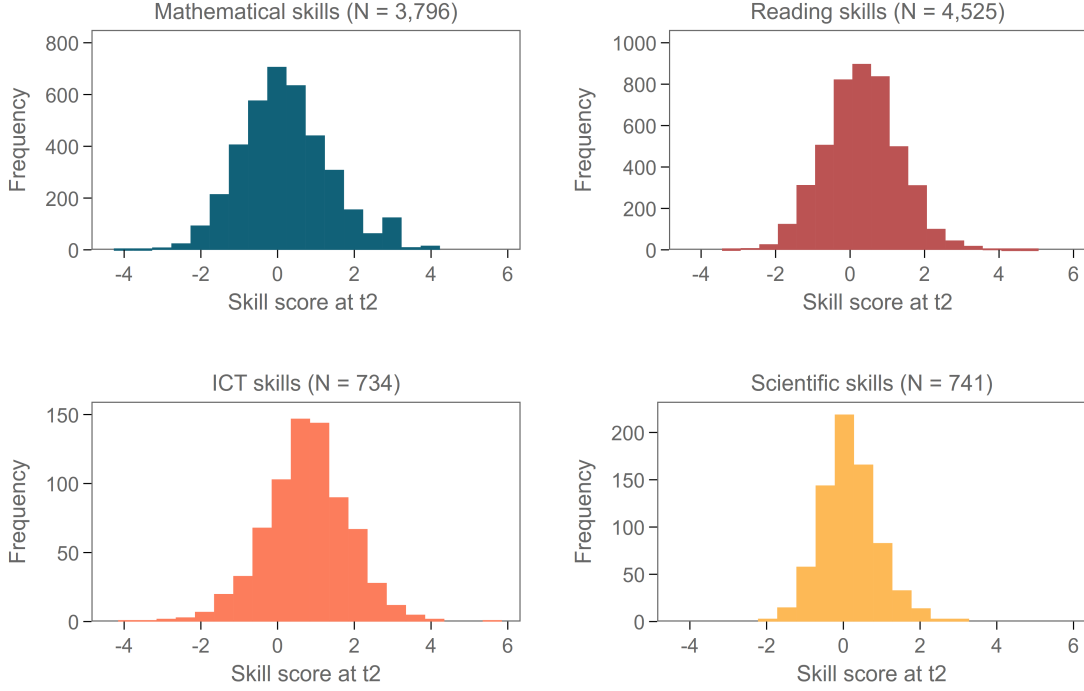 Mathematical skills (N = 3,796)
800
600
400
200
0
Frequency
-4 -2 0 2 4 6
Skill score at t2
Reading skills (N = 4,525)
1000
800
600
400
200
0
Frequency
-4 -2 0 2 4 6
Skill score at t2
ICT skills (N = 734)
150
100
50
0
Frequency
-4 -2 0 2 4 6
Skill score at t2
Scientific skills (N = 741)
200
150
100
50
0
Frequency
-4 -2 0 2 4 6
Skill score at t2